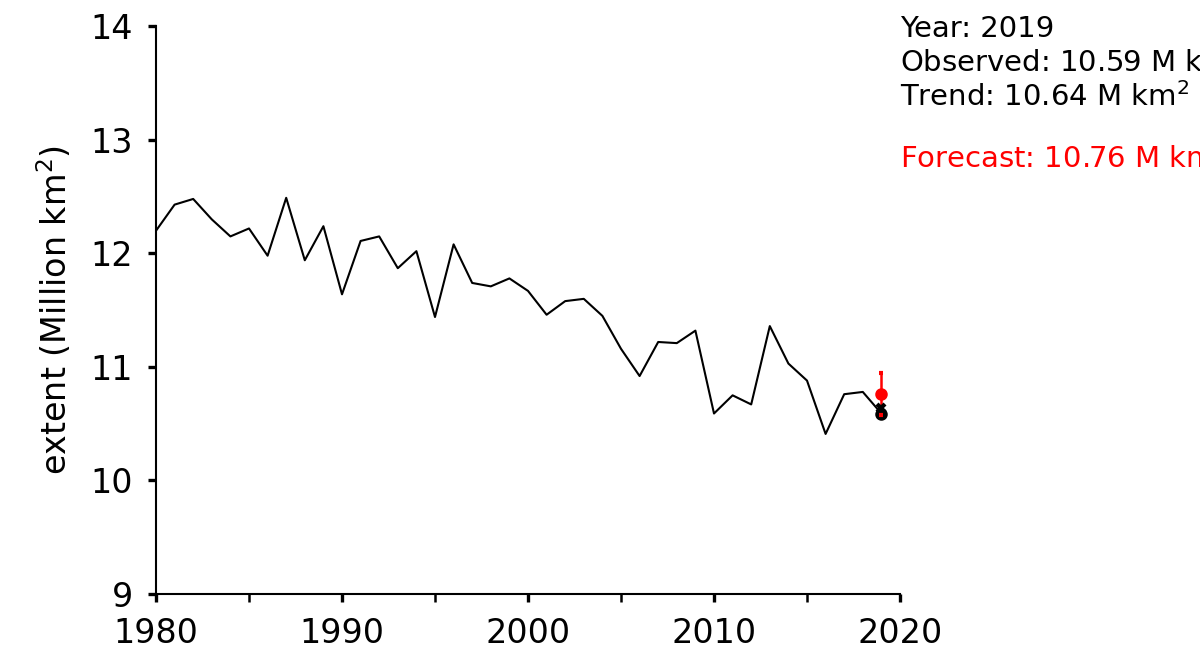 14
13
12
11
10
9
extent (Million km²)
1980 1990 2000 2010 2020
Year: 2019
Observed: 10.59 M k
Trend: 10.64 M km²
Forecast: 10.76 M km